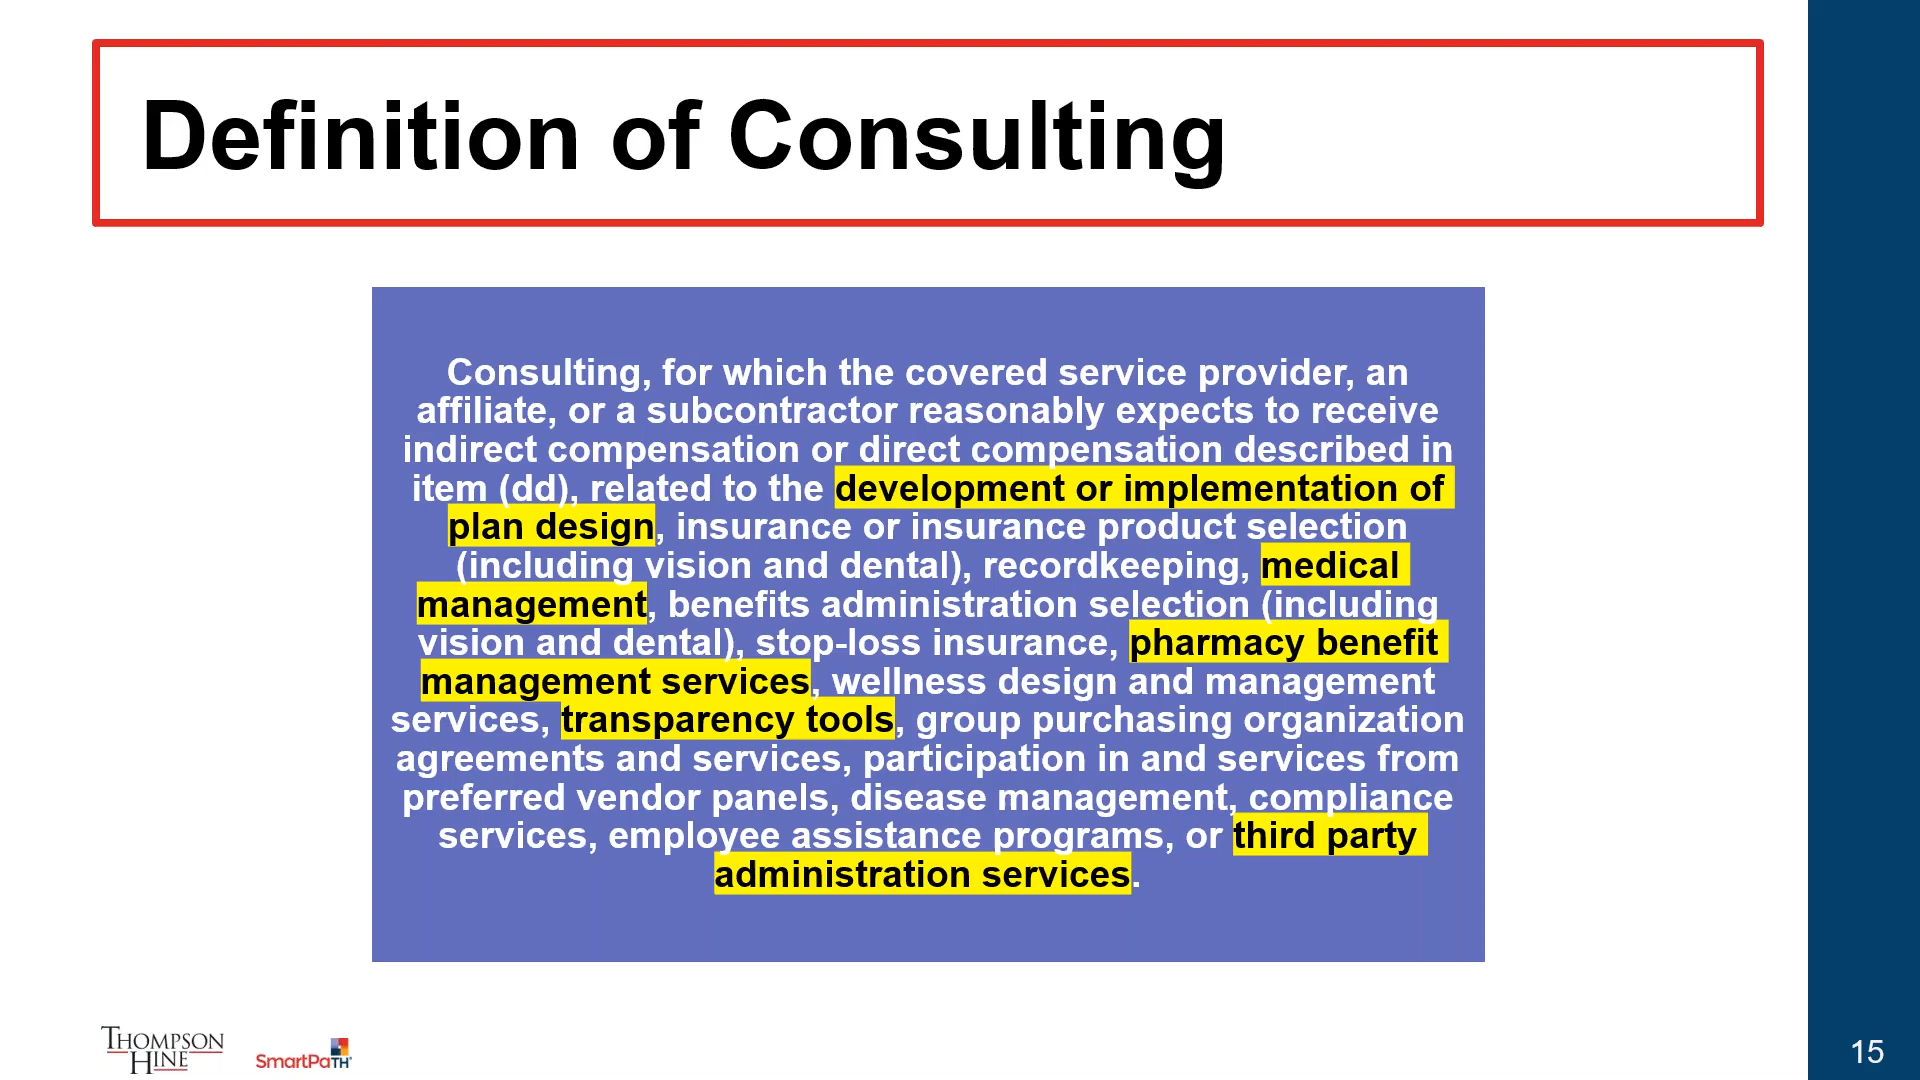 Definition of Consulting
Consulting, for which the covered service provider, an
affiliate, or a subcontractor reasonably expects to receive
indirect compensation or direct compensation described in
item (dd), related to the development or implementation of
plan design, insurance or insurance product selection
(including vision and dental), recordkeeping, medical
management, benefits administration selection (including
vision and dental), stop-loss insurance, pharmacy benefit
management services, wellness design and management
services, transparency tools, group purchasing organization
agreements and services, participation in and services from
preferred vendor panels, disease management, compliance
services, employee assistance programs, or third party
administration services.
THOMPSON
HINE
SmartPaTH
15